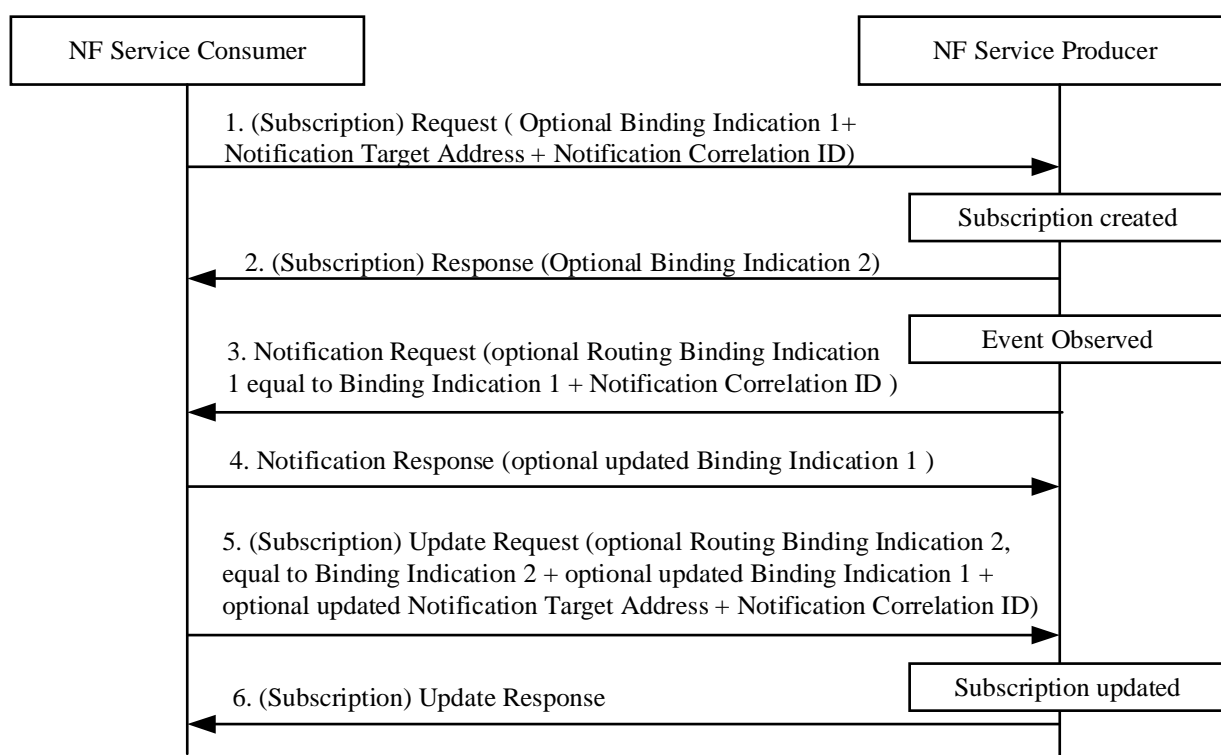 NF Service Consumer
NF Service Producer
1. (Subscription) Request ( Optional Binding Indication 1+
Notification Target Address + Notification Correlation ID)
Subscription created
2. (Subscription) Response (Optional Binding Indication 2)
Event Observed
3. Notification Request (optional Routing Binding Indication
1 equal to Binding Indication 1 + Notification Correlation ID )
4. Notification Response (optional updated Binding Indication 1 )
5. (Subscription) Update Request (optional Routing Binding Indication 2,
equal to Binding Indication 2 + optional updated Binding Indication 1 +
optional updated Notification Target Address + Notification Correlation ID)
Subscription updated
6. (Subscription) Update Response